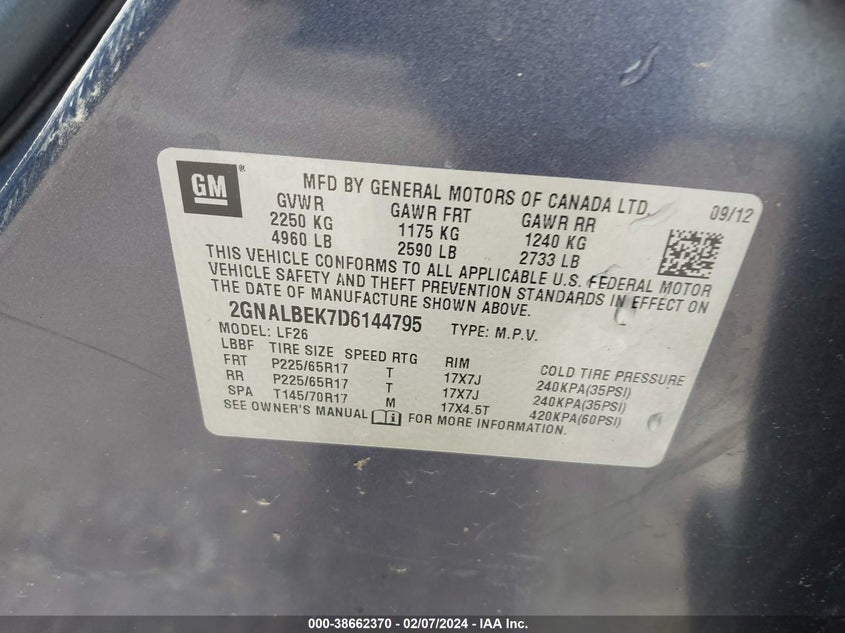 GM ®
MFD BY GENERAL MOTORS OF CANADA LTD.
09/12
GVWR GAWR FRT GAWR RR
2250 KG 1175 KG 1240 KG
4960 LB 2590 LB 2733 LB
THIS VEHICLE CONFORMS TO ALL APPLICABLE U.S. FEDERAL MOTOR
VEHICLE SAFETY AND THEFT PREVENTION STANDARDS IN EFFECT ON
THE DATE OF MANUFACTURE SHOWN ABOVE.
2GNALBEK7D6144795 TYPE: M.P.V.
MODEL: LF26
LBBF TIRE SIZE SPEED RTG RIM COLD TIRE PRESSURE
FRT P225/65R17 T 17X7J 240KPA(35PSI)
RR P225/65R17 T 17X7J 240KPA(35PSI)
SPA T145/70R17 M 17X4.5T 420KPA(60PSI)
SEE OWNER'S MANUAL FOR MORE INFORMATION.
000-38662370 - 02/07/2024 - IAA Inc.